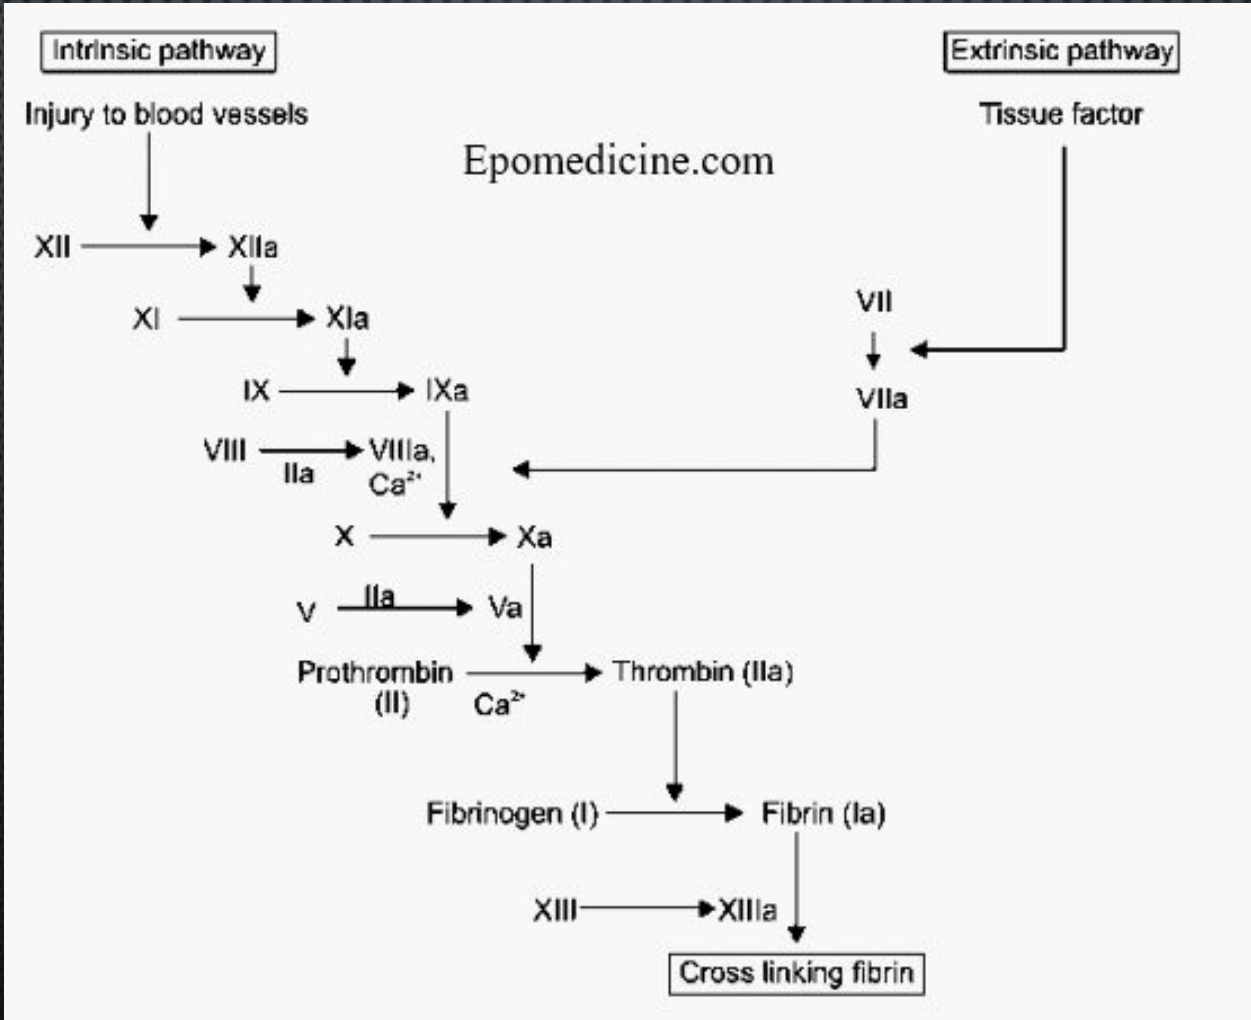 Intrinsic pathway
Extrinsic pathway
Injury to blood vessels
Tissue factor
Epomedicine.com
XII
XIIa
XI
XIa
VII
IX
IXa
VIIa
VIII
IIa
VIIIa,
Ca²⁺
X
Xa
V
IIa
Va
Prothrombin
(II)
Ca²⁺
Thrombin (IIa)
Fibrinogen (I)
Fibrin (Ia)
XIII
XIIIa
Cross linking fibrin